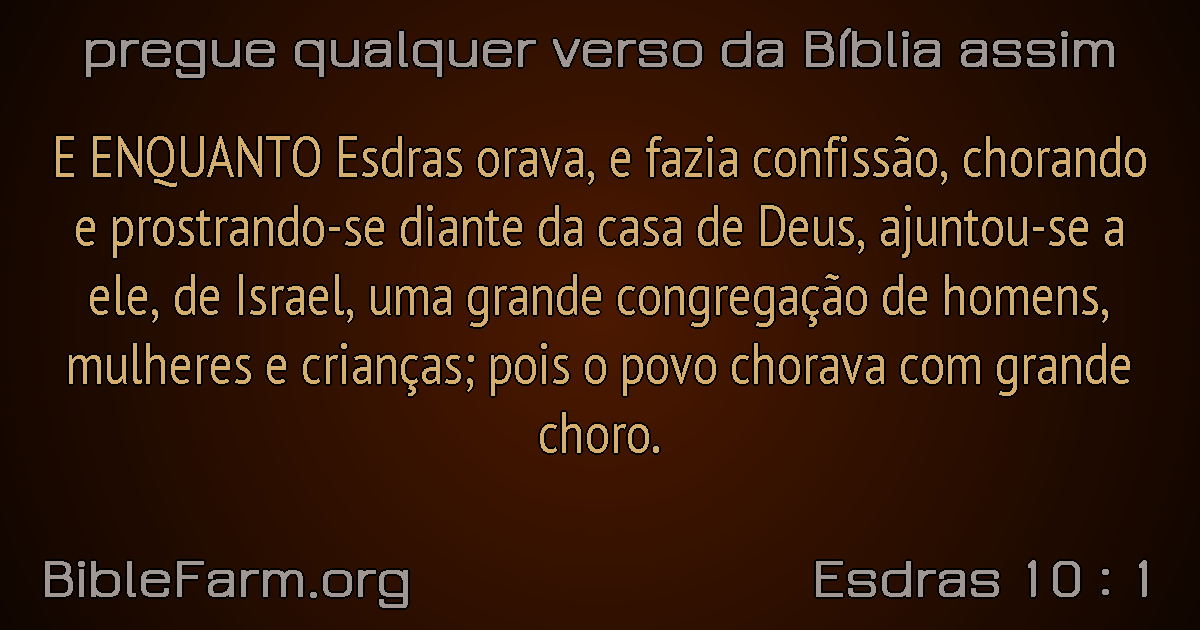 pregue qualquer verso da Bíblia assim
E ENQUANTO Esdras orava, e fazia confissão, chorando
e prostrando-se diante da casa de Deus, ajuntou-se a
ele, de Israel, uma grande congregação de homens,
mulheres e crianças; pois o povo chorava com grande
choro.
BibleFarm.org
Esdras 10 : 1